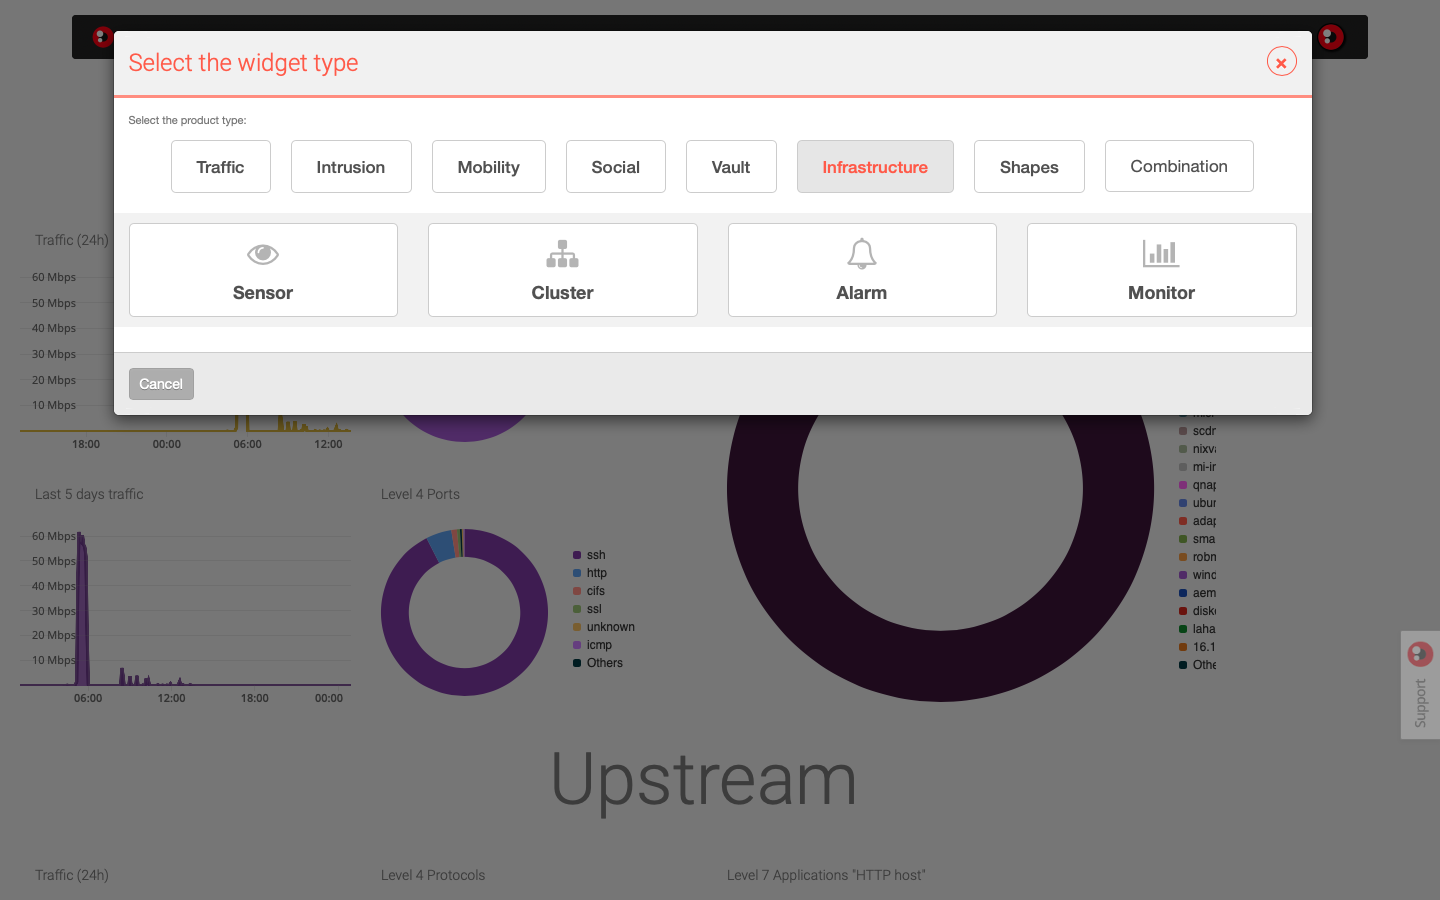 Select the widget type
Select the product type:
Traffic
Intrusion
Mobility
Social
Vault
Infrastructure
Shapes
Combination
Sensor
Cluster
Alarm
Monitor
Cancel
Traffic (24h)
60 Mbps
50 Mbps
40 Mbps
30 Mbps
20 Mbps
10 Mbps
18:00 00:00 06:00 12:00
scdr
nixv
mi-ir
qnap
ubur
adap
sma
robn
wind
aem
disk
laha
16.1
Othe
Last 5 days traffic
60 Mbps
50 Mbps
40 Mbps
30 Mbps
20 Mbps
10 Mbps
06:00 12:00 18:00 00:00
Level 4 Ports
ssh
http
cifs
ssl
unknown
icmp
Others
Support
Upstream
Traffic (24h)
Level 4 Protocols
Level 7 Applications "HTTP host"